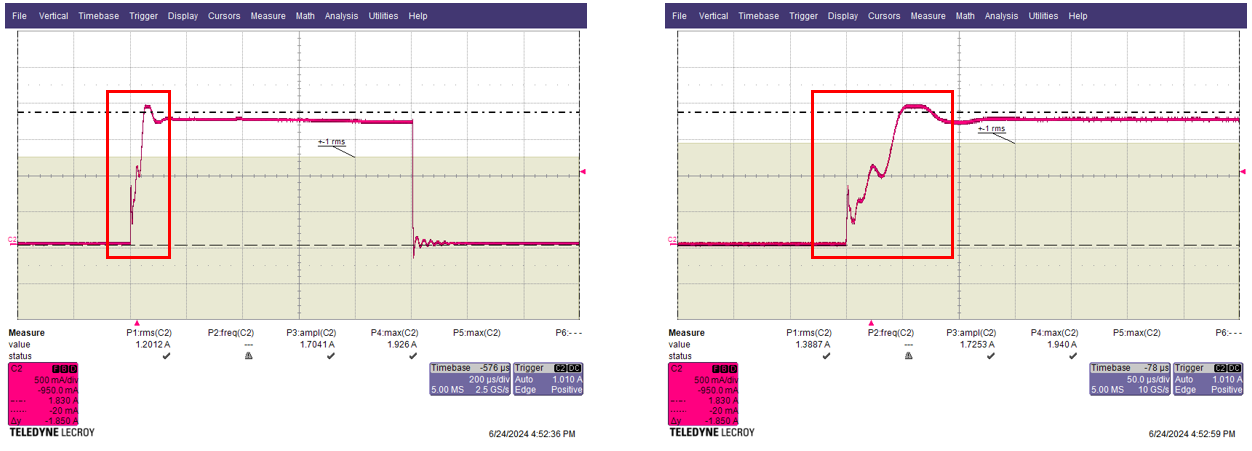 File Vertical Timebase Trigger Display Cursors Measure Math Analysis Utilities Help
+-1 rms
C2
Measure P1:rms(C2) P2:freq(C2) P3:ampl(C2) P4:max(C2) P5:max(C2) P6:- - -
value 1.2012 A --- 1.7041 A 1.926 A
status
C2 F B D
500 mA/div
-950.0 mA
1.830 A
-20 mA
Δy -1.850 A
Timebase -576 µs
200 µs/div
5.00 MS 2.5 GS/s
Trigger C2 DC
Auto 1.010 A
Edge Positive
TELEDYNE LECROY
6/24/2024 4:52:36 PM
File Vertical Timebase Trigger Display Cursors Measure Math Analysis Utilities Help
+-1 rms
C2
Measure P1:rms(C2) P2:freq(C2) P3:ampl(C2) P4:max(C2) P5:max(C2) P6:- - -
value 1.3887 A --- 1.7253 A 1.940 A
status
C2 F B D
500 mA/div
-950.0 mA
1.830 A
-20 mA
Δy -1.850 A
Timebase -78 µs
50.0 µs/div
5.00 MS 10 GS/s
Trigger C2 DC
Auto 1.010 A
Edge Positive
TELEDYNE LECROY
6/24/2024 4:52:59 PM